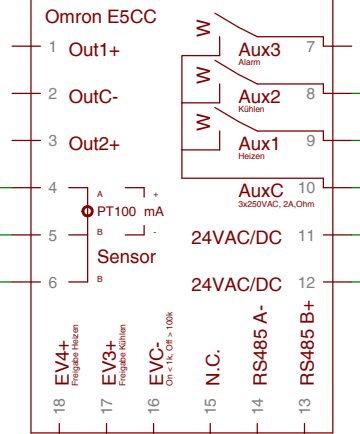 Omron E5CC
1 Out1+
2 OutC-
3 Out2+
4 A +
PT100 mA
5 B -
Sensor
6 B
W Aux3 7
Alarm
W Aux2 8
Kühlen
W Aux1 9
Heizen
AuxC 10
3x250VAC, 2A,Ohm
24VAC/DC 11
24VAC/DC 12
18 EV4+
Freigabe Heizen
17 EV3+
Freigabe Kühlen
16 EVC-
On < 1k, Off > 100k
15 N.C.
14 RS485 A-
13 RS485 B+